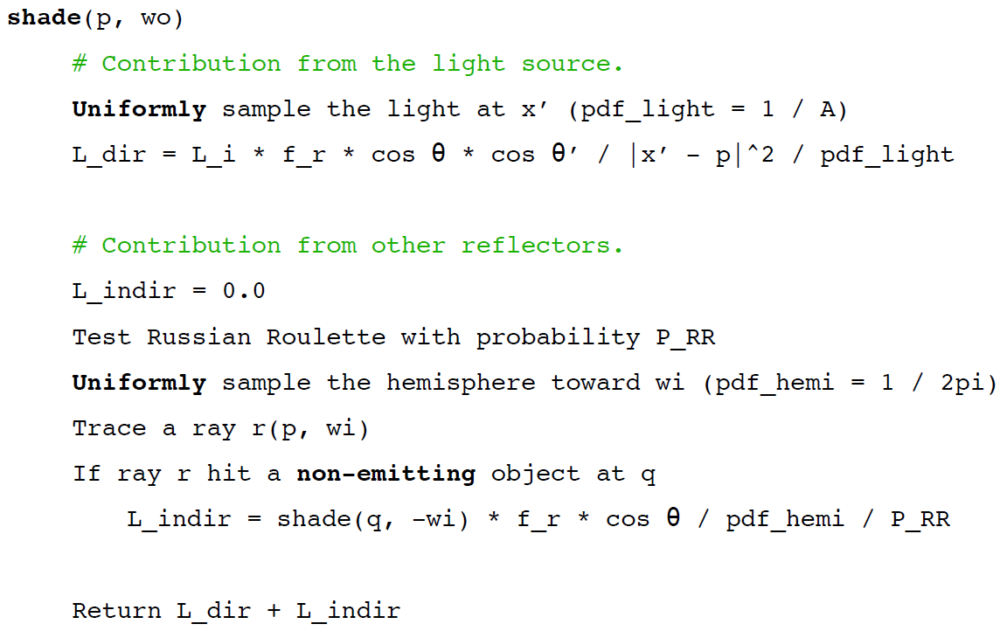 shade(p, wo)
# Contribution from the light source.
Uniformly sample the light at x′ (pdf_light = 1 / A)
L_dir = L_i * f_r * cos θ * cos θ′ / |x′ - p|^2 / pdf_light
# Contribution from other reflectors.
L_indir = 0.0
Test Russian Roulette with probability P_RR
Uniformly sample the hemisphere toward wi (pdf_hemi = 1 / 2pi)
Trace a ray r(p, wi)
If ray r hit a non-emitting object at q
L_indir = shade(q, -wi) * f_r * cos θ / pdf_hemi / P_RR
Return L_dir + L_indir